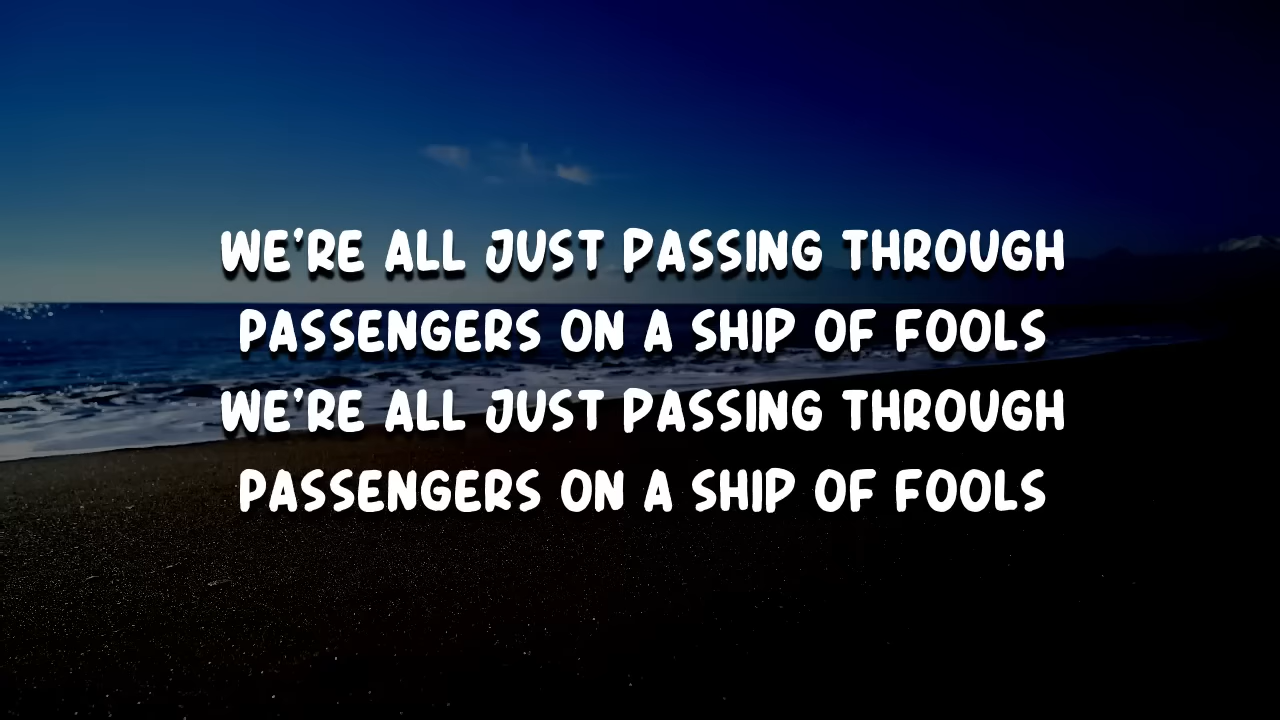 WE'RE ALL JUST PASSING THROUGH
PASSENGERS ON A SHIP OF FOOLS
WE'RE ALL JUST PASSING THROUGH
PASSENGERS ON A SHIP OF FOOLS